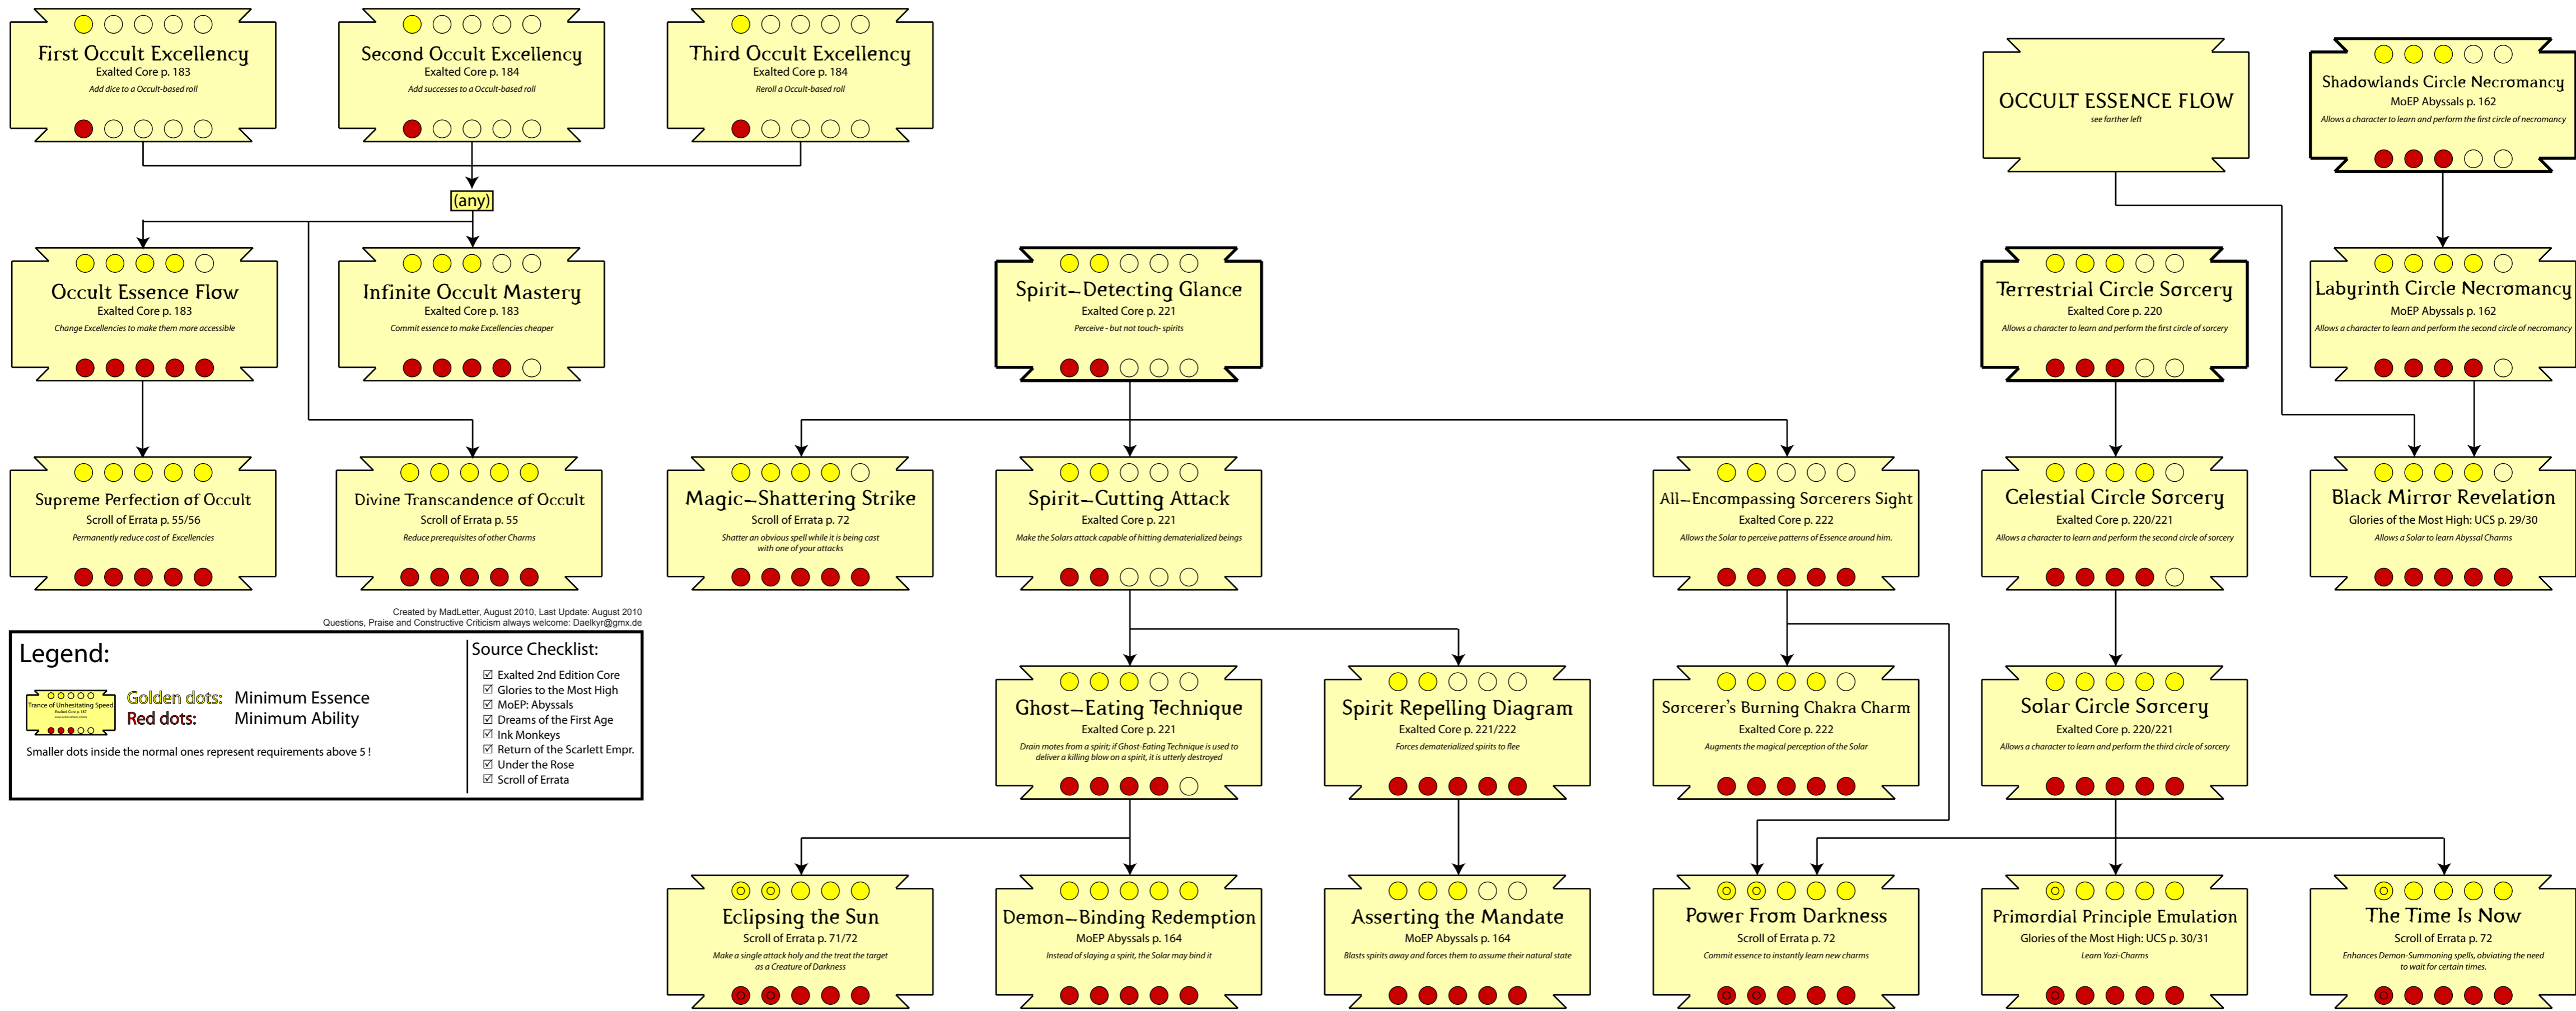 First Occult Excellency
Exalted Core p. 183
Add dice to a Occult-based roll
Second Occult Excellency
Exalted Core p. 184
Add successes to a Occult-based roll
Third Occult Excellency
Exalted Core p. 184
Reroll a Occult-based roll
OCCULT ESSENCE FLOW
see farther left
Shadowlands Circle Necromancy
MoEP Abyssals p. 162
Allows a character to learn and perform the first circle of necromancy
(any)
Occult Essence Flow
Exalted Core p. 183
Change Excellencies to make them more accessible
Infinite Occult Mastery
Exalted Core p. 183
Commit essence to make Excellencies cheaper
Spirit-Detecting Glance
Exalted Core p. 221
Perceive - but not touch- spirits
Terrestrial Circle Sorcery
Exalted Core p. 220
Allows a character to learn and perform the first circle of sorcery
Labyrinth Circle Necromancy
MoEP Abyssals p. 162
Allows a character to learn and perform the second circle of necromancy
Supreme Perfection of Occult
Scroll of Errata p. 55/56
Permanently reduce cost of Excellencies
Divine Transcandence of Occult
Scroll of Errata p. 55
Reduce prerequisites of other Charms
Magic-Shattering Strike
Scroll of Errata p. 72
Shatter an obvious spell while it is being cast
with one of your attacks
Spirit-Cutting Attack
Exalted Core p. 221
Make the Solars attack capable of hitting dematerialized beings
All-Encompassing Sorcerers Sight
Exalted Core p. 222
Allows the Solar to perceive patterns of Essence around him.
Celestial Circle Sorcery
Exalted Core p. 220/221
Allows a character to learn and perform the second circle of sorcery
Black Mirror Revelation
Glories of the Most High: UCS p. 29/30
Allows a Solar to learn Abyssal Charms
Created by MadLetter, August 2010, Last Update: August 2010
Questions, Praise and Constructive Criticism always welcome: Daelkyr@gmx.de
Legend:
Trance of Unhesitating Speed
Exalted Core p. 187
Golden dots: Minimum Essence
Red dots: Minimum Ability
Smaller dots inside the normal ones represent requirements above 5 !
Source Checklist:
☑ Exalted 2nd Edition Core
☑ Glories to the Most High
☑ MoEP: Abyssals
☑ Dreams of the First Age
☑ Ink Monkeys
☑ Return of the Scarlett Empr.
☑ Under the Rose
☑ Scroll of Errata
Ghost-Eating Technique
Exalted Core p. 221
Drain motes from a spirit; if Ghost-Eating Technique is used to
deliver a killing blow on a spirit, it is utterly destroyed
Spirit Repelling Diagram
Exalted Core p. 221/222
Forces dematerialized spirits to flee
Sorcerer's Burning Chakra Charm
Exalted Core p. 222
Augments the magical perception of the Solar
Solar Circle Sorcery
Exalted Core p. 220/221
Allows a character to learn and perform the third circle of sorcery
Eclipsing the Sun
Scroll of Errata p. 71/72
Make a single attack holy and the treat the target
as a Creature of Darkness
Demon-Binding Redemption
MoEP Abyssals p. 164
Instead of slaying a spirit, the Solar may bind it
Asserting the Mandate
MoEP Abyssals p. 164
Blasts spirits away and forces them to assume their natural state
Power From Darkness
Scroll of Errata p. 72
Commit essence to instantly learn new charms
Primordial Principle Emulation
Glories of the Most High: UCS p. 30/31
Learn Yozi-Charms
The Time Is Now
Scroll of Errata p. 72
Enhances Demon-Summoning spells, obviating the need
to wait for certain times.